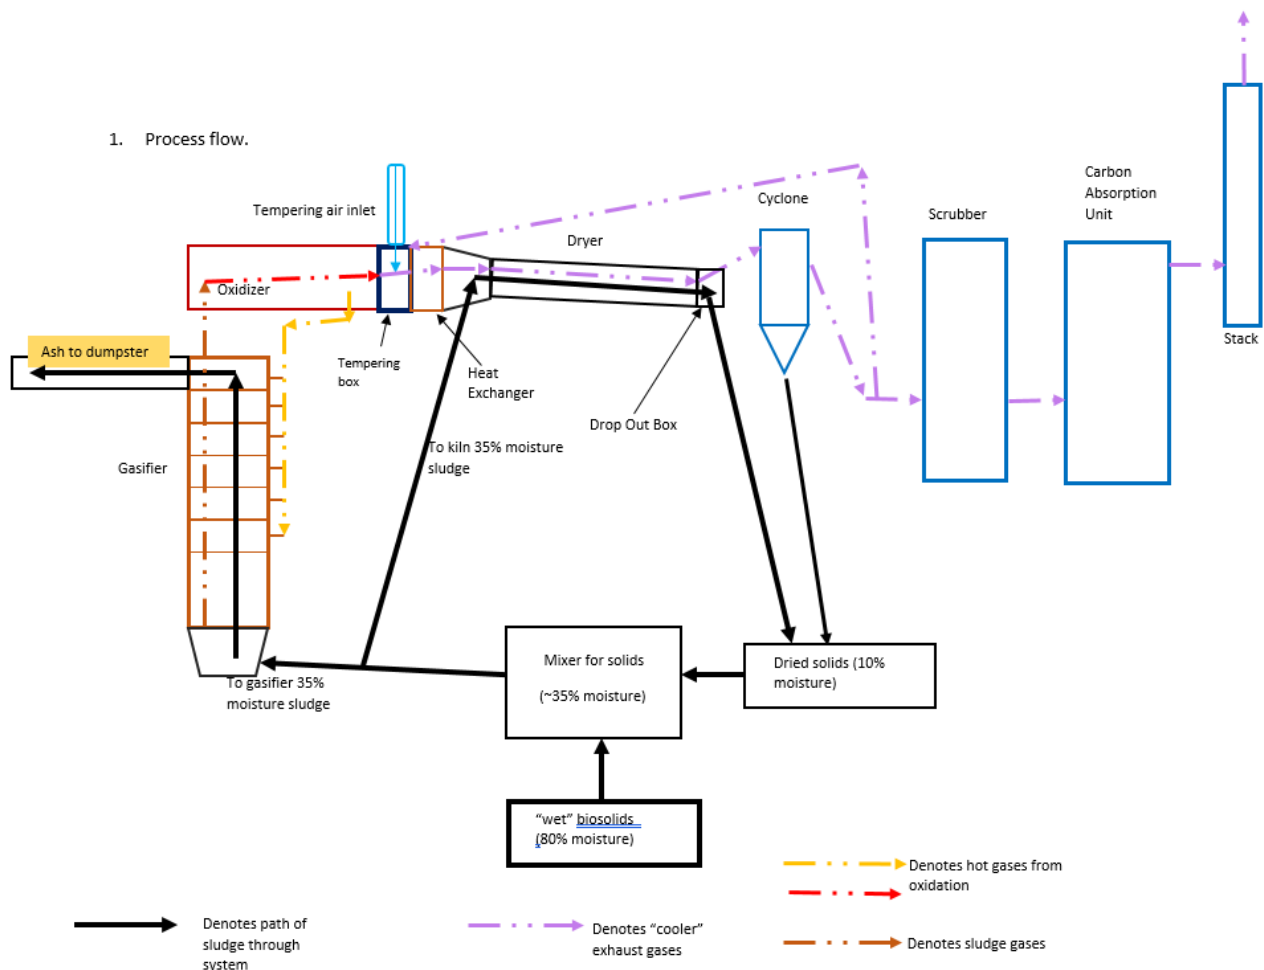 1. Process flow.
Tempering air inlet
Dryer
Cyclone
Scrubber
Carbon
Absorption
Unit
Stack
Oxidizer
Ash to dumpster
Tempering
box
Heat
Exchanger
Drop Out Box
Gasifier
To kiln 35% moisture
sludge
To gasifier 35%
moisture sludge
Mixer for solids
(~35% moisture)
Dried solids (10%
moisture)
“wet” biosolids
(80% moisture)
Denotes path of
sludge through
system
Denotes “cooler”
exhaust gases
Denotes hot gases from
oxidation
Denotes sludge gases